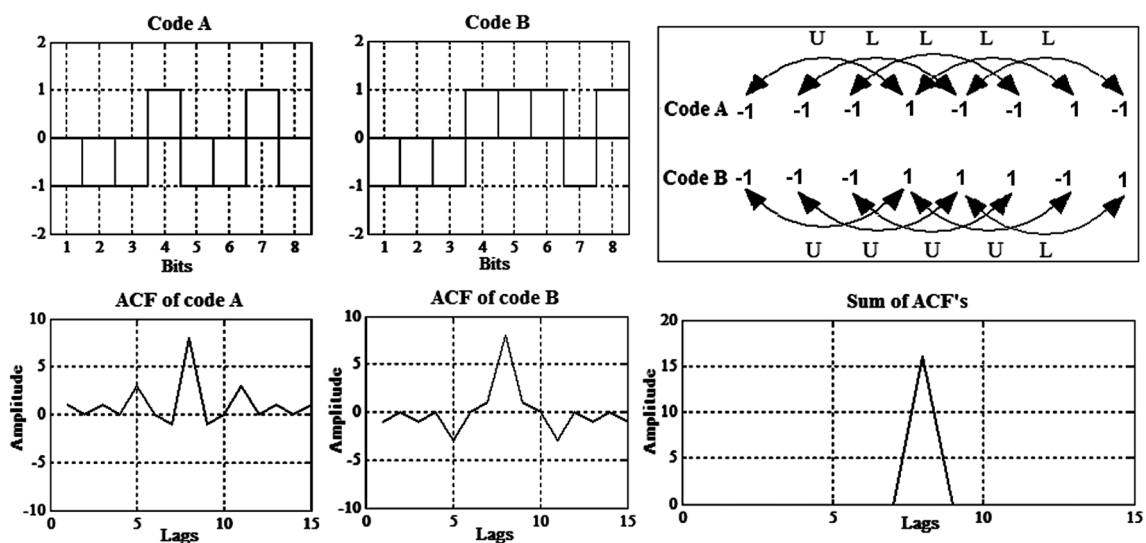 Code A
2
1
0
-1
-2
1 2 3 4 5 6 7 8
Bits
Code B
2
1
0
-1
-2
1 2 3 4 5 6 7 8
Bits
U L L L L
Code A -1 -1 -1 1 -1 -1 1 -1
Code B -1 -1 -1 1 1 1 -1 1
U U U U L
ACF of code A
Amplitude
10
5
0
-5
-10
5 10 15
Lags
ACF of code B
Amplitude
10
5
0
-5
-10
0 5 10 15
Lags
Sum of ACF's
Amplitude
20
15
10
5
0
0 5 10 15
Lags